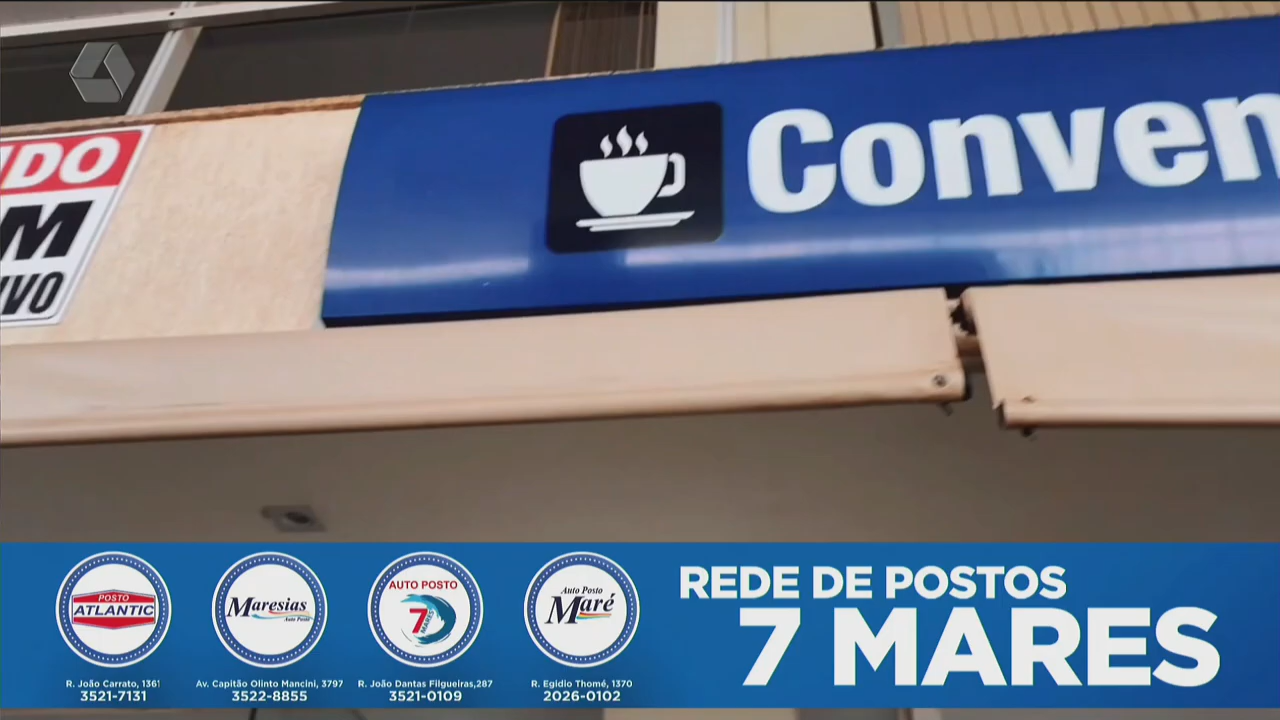 Conven
REDE DE POSTOS
7 MARES
POSTO
ATLANTIC
R. João Carrato, 1361
3521-7131
Maresias
Auto Posto
Av. Capitão Olinto Mancini, 3797
3522-8855
AUTO POSTO
7
MARES
R. João Dantas Filgueiras,287
3521-0109
Auto Posto
Maré
R. Egidio Thomé, 1370
2026-0102